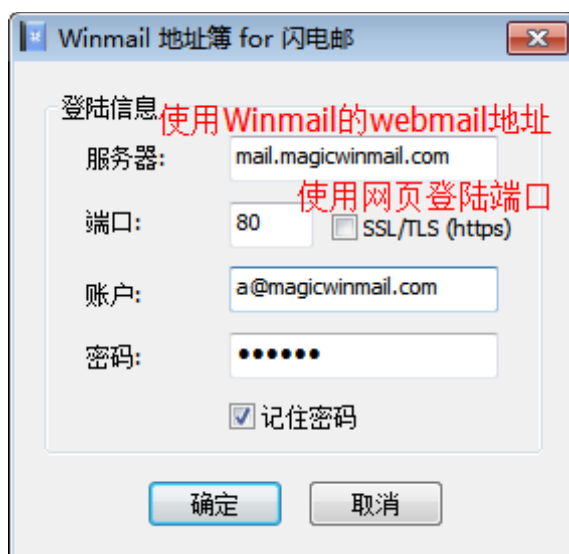 Winmail 地址簿 for 闪电邮
登陆信息
使用Winmail的webmail地址
服务器: mail.magicwinmail.com
使用网页登陆端口
端口: 80 SSL/TLS (https)
账户: a@magicwinmail.com
密码: ●●●●●●
记住密码
确定 取消